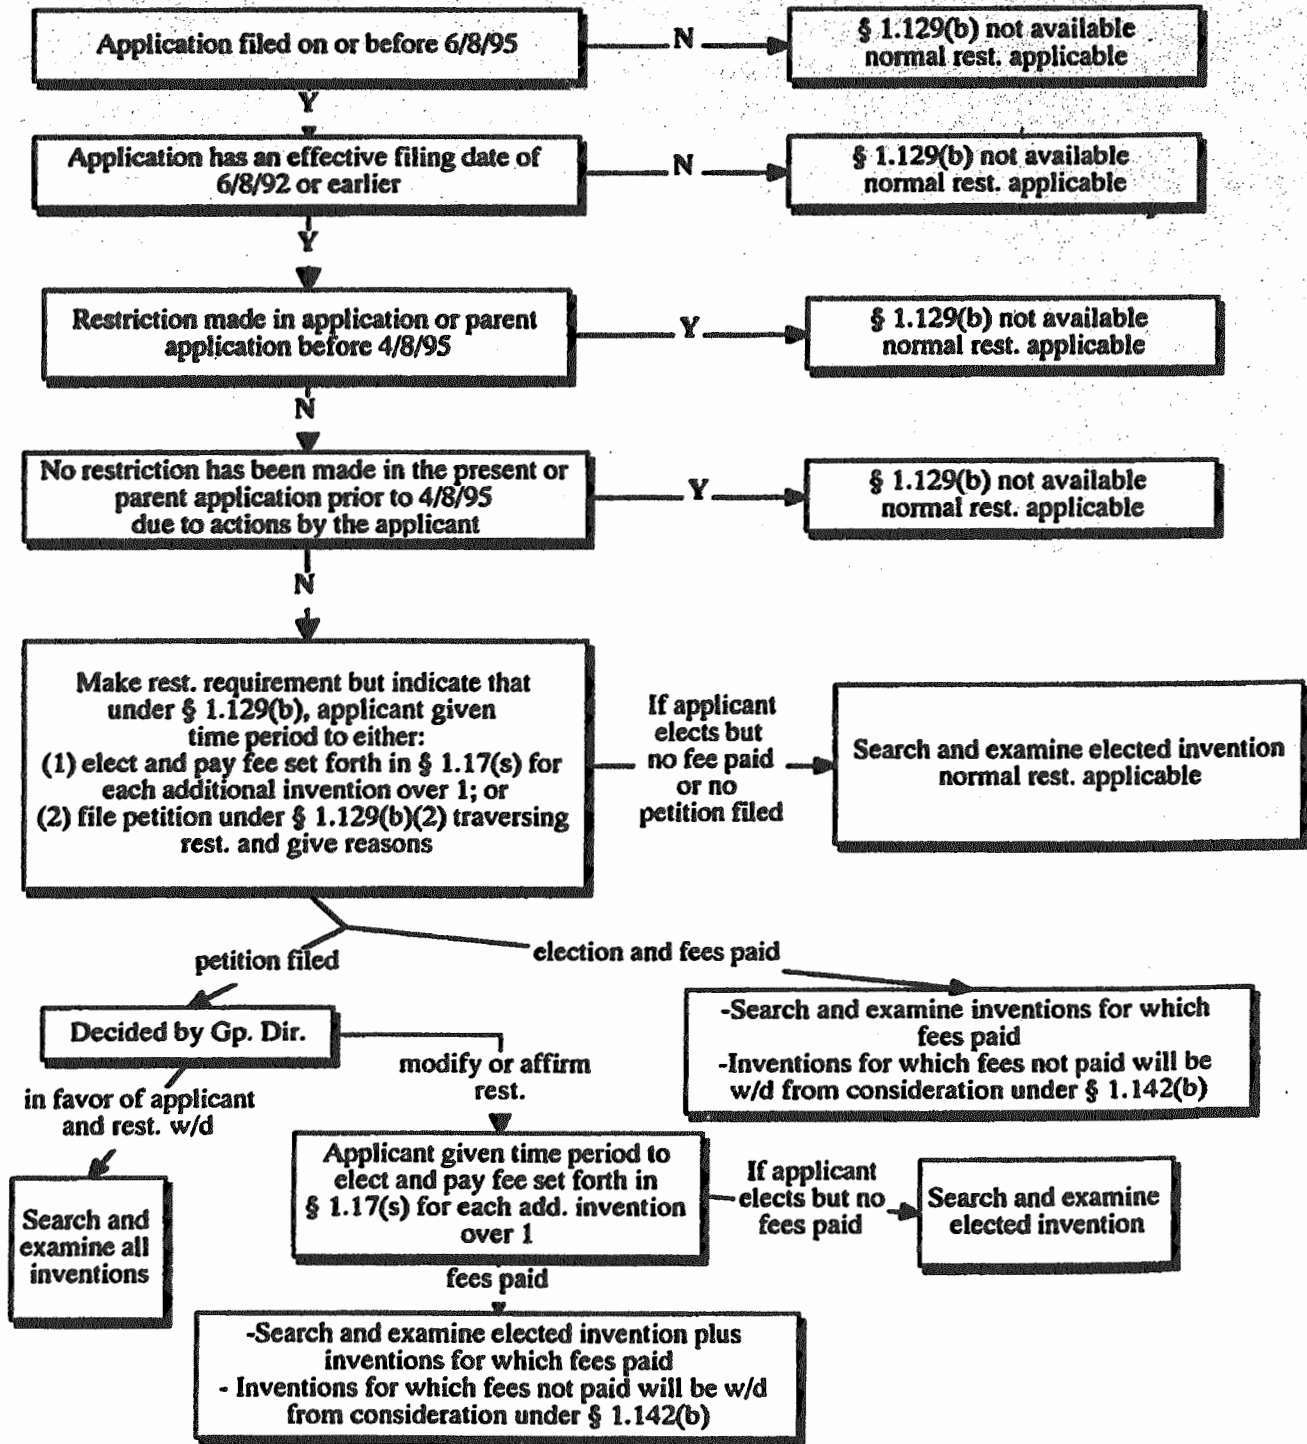 Application filed on or before 6/8/95
N
§ 1.129(b) not available
normal rest. applicable
Y
Application has an effective filing date of
6/8/92 or earlier
N
§ 1.129(b) not available
normal rest. applicable
Y
Restriction made in application or parent
application before 4/8/95
Y
§ 1.129(b) not available
normal rest. applicable
N
No restriction has been made in the present or
parent application prior to 4/8/95
due to actions by the applicant
Y
§ 1.129(b) not available
normal rest. applicable
N
Make rest. requirement but indicate that
under § 1.129(b), applicant given
time period to either:
(1) elect and pay fee set forth in § 1.17(s) for
each additional invention over 1; or
(2) file petition under § 1.129(b)(2) traversing
rest. and give reasons
If applicant
elects but
no fee paid
or no
petition filed
Search and examine elected invention
normal rest. applicable
petition filed
election and fees paid
Decided by Gp. Dir.
modify or affirm
rest.
-Search and examine inventions for which
fees paid
-Inventions for which fees not paid will be
w/d from consideration under § 1.142(b)
in favor of applicant
and rest. w/d
Search and
examine all
inventions
Applicant given time period to
elect and pay fee set forth in
§ 1.17(s) for each add. invention
over 1
If applicant
elects but no
fees paid
Search and examine
elected invention
fees paid
-Search and examine elected invention plus
inventions for which fees paid
- Inventions for which fees not paid will be w/d
from consideration under § 1.142(b)